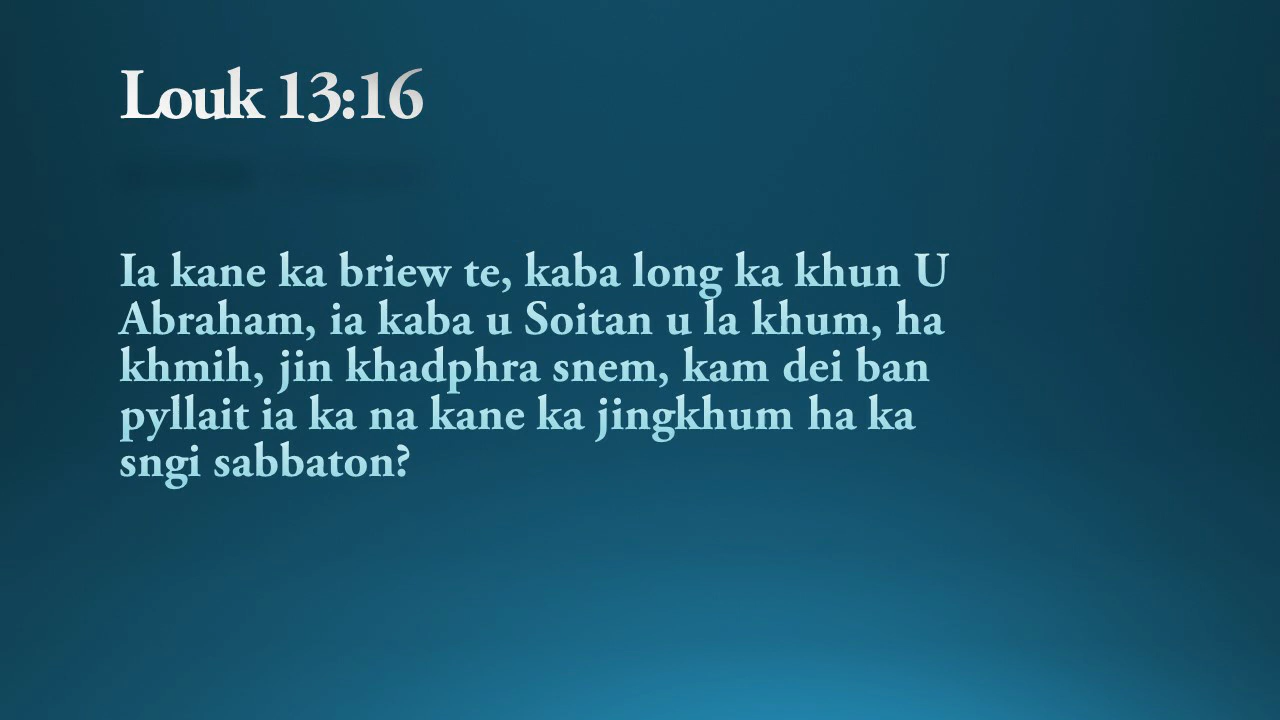 Louk 13:16
Ia kane ka briew te, kaba long ka khun U
Abraham, ia kaba u Soitan u la khum, ha
khmih, jin khadphra snem, kam dei ban
pyllait ia ka na kane ka jingkhum ha ka
sngi sabbaton?